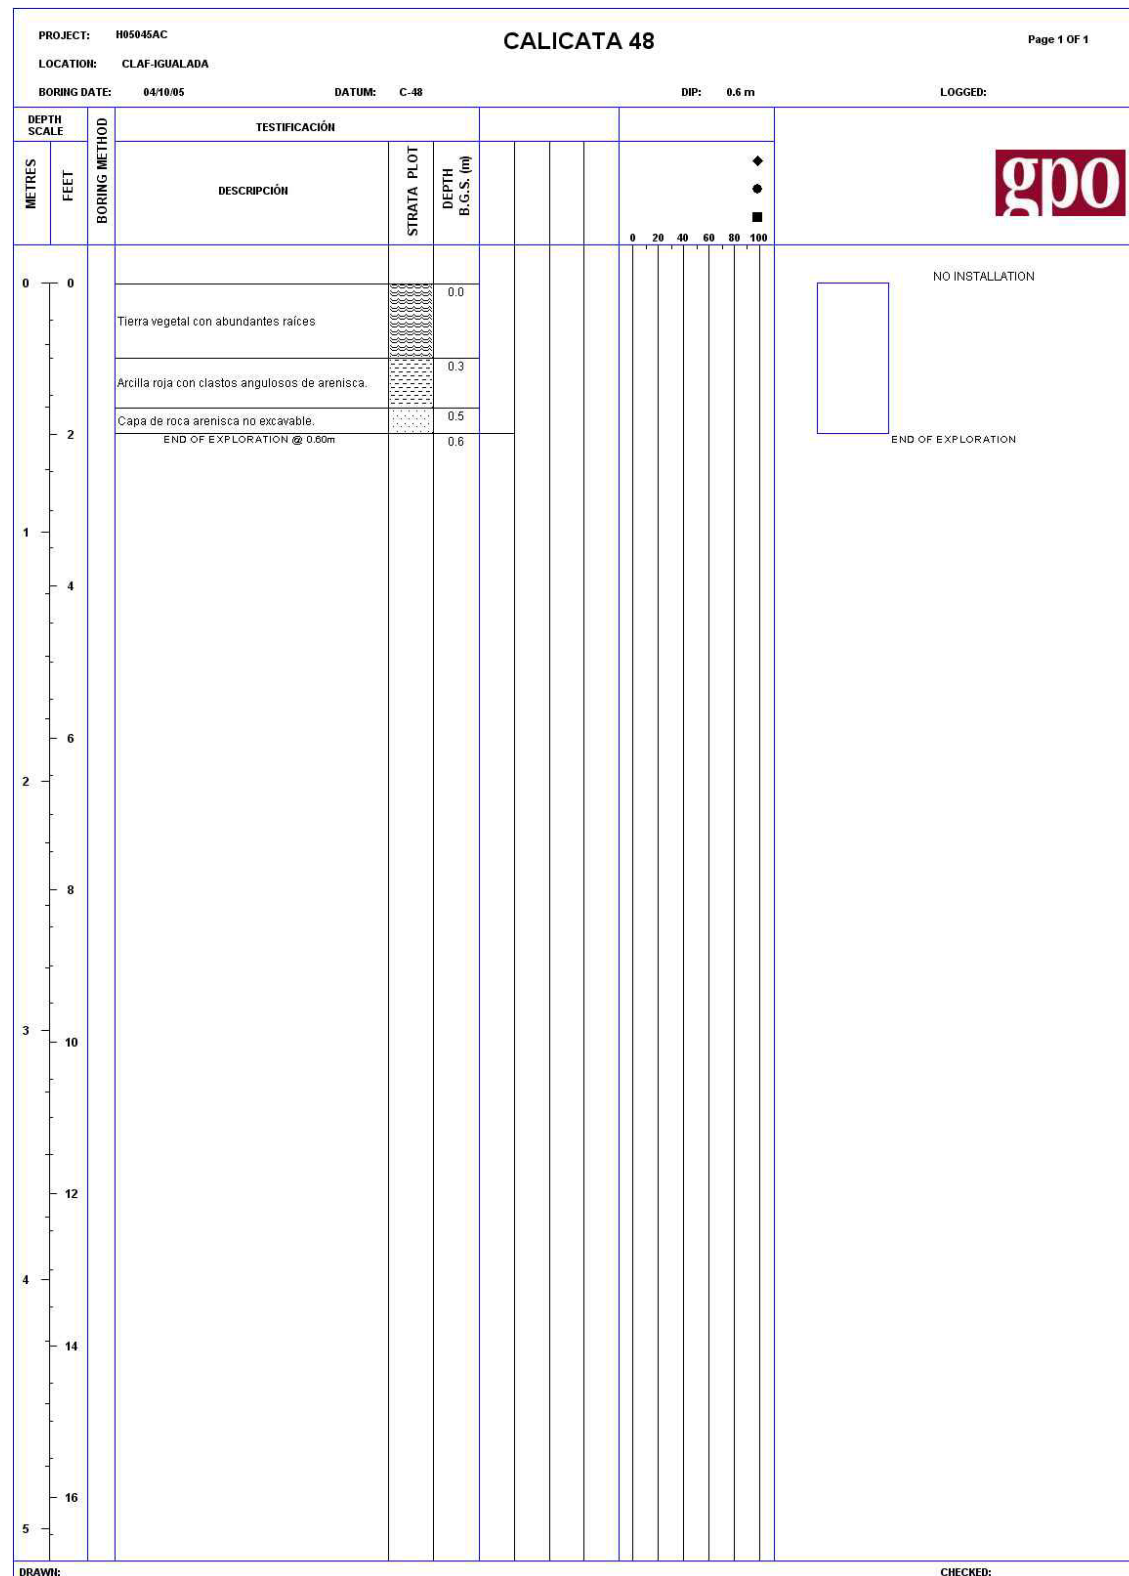 PROJECT: H05045AC
CALICATA 48
Page 1 OF 1
LOCATION: CLAF-IGUALADA
BORING DATE: 04/10/05 DATUM: C-48 DIP: 0.6 m LOGGED:
DEPTH SCALE
METRES
FEET
BORING METHOD
TESTIFICACIÓN
DESCRIPCIÓN
STRATA PLOT
DEPTH B.G.S. (m)
0 20 40 60 80 100
gpo
NO INSTALLATION
0 0
0.0
Tierra vegetal con abundantes raíces
0.3
Arcilla roja con clastos angulosos de arenisca.
0.5
Capa de roca arenisca no excavable.
2
END OF EXPLORATION @ 0.60m
0.6
END OF EXPLORATION
1
4
6
2
8
3
10
12
4
14
16
5
DRAWN:
CHECKED: